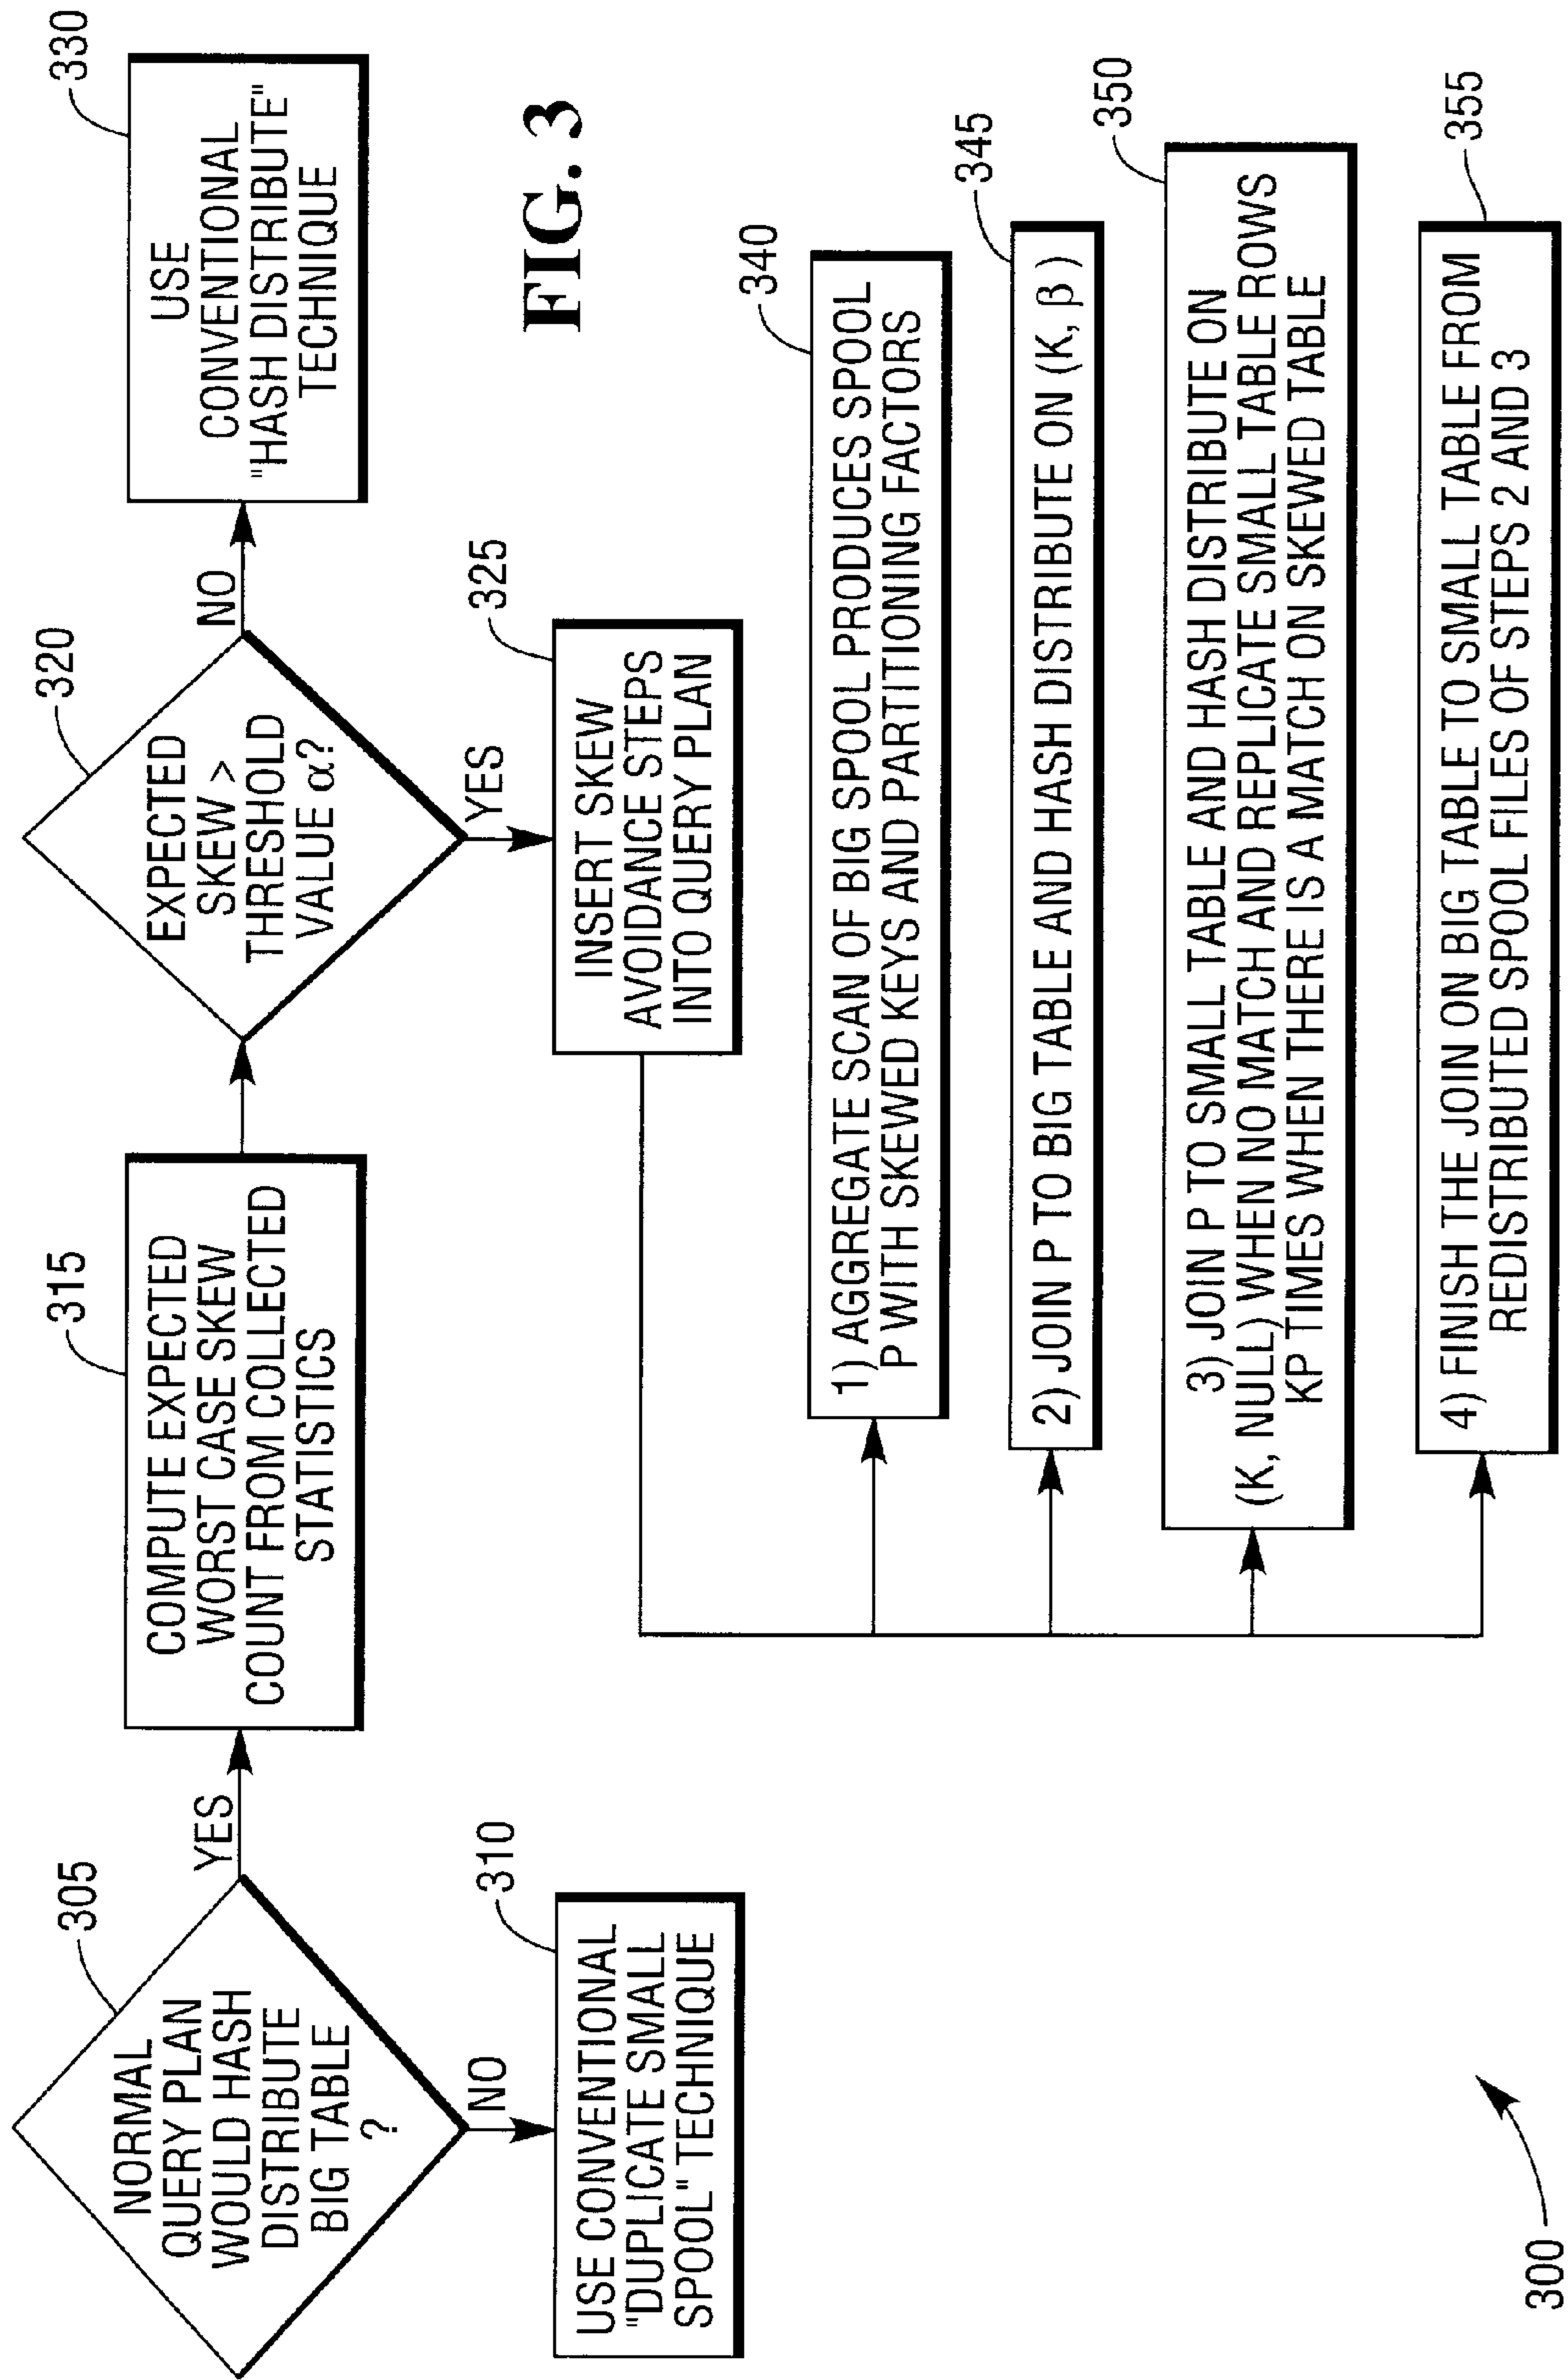 NORMAL
QUERY PLAN
WOULD HASH
DISTRIBUTE
BIG TABLE
?
305
YES
NO
USE CONVENTIONAL
"DUPLICATE SMALL
SPOOL" TECHNIQUE
310
COMPUTE EXPECTED
WORST CASE SKEW
COUNT FROM COLLECTED
STATISTICS
315
EXPECTED
SKEW >
THRESHOLD
VALUE α?
320
NO
YES
USE
CONVENTIONAL
"HASH DISTRIBUTE"
TECHNIQUE
330
INSERT SKEW
AVOIDANCE STEPS
INTO QUERY PLAN
325
FIG. 3
1) AGGREGATE SCAN OF BIG SPOOL PRODUCES SPOOL
P WITH SKEWED KEYS AND PARTITIONING FACTORS
340
2) JOIN P TO BIG TABLE AND HASH DISTRIBUTE ON (K, β )
345
3) JOIN P TO SMALL TABLE AND HASH DISTRIBUTE ON
(K, NULL) WHEN NO MATCH AND REPLICATE SMALL TABLE ROWS
KP TIMES WHEN THERE IS A MATCH ON SKEWED TABLE
350
4) FINISH THE JOIN ON BIG TABLE TO SMALL TABLE FROM
REDISTRIBUTED SPOOL FILES OF STEPS 2 AND 3
355
300